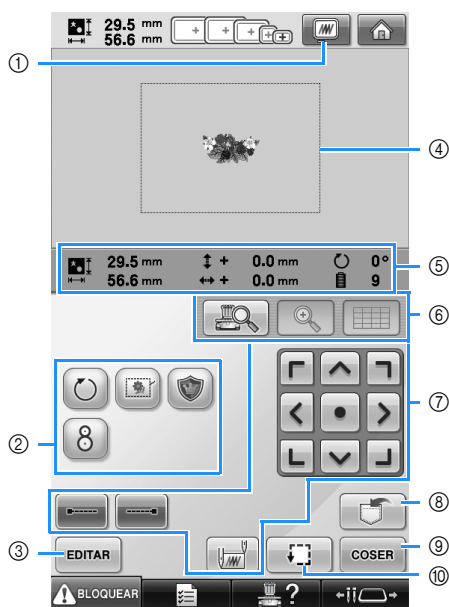 29.5 mm
56.6 mm
①
④
29.5 mm + 0.0 mm 0°
56.6 mm + 0.0 mm 9
⑤
⑥
⑦
②
8
⑧
③
EDITAR
COSER
⑨
⑩
BLOQUEAR
?